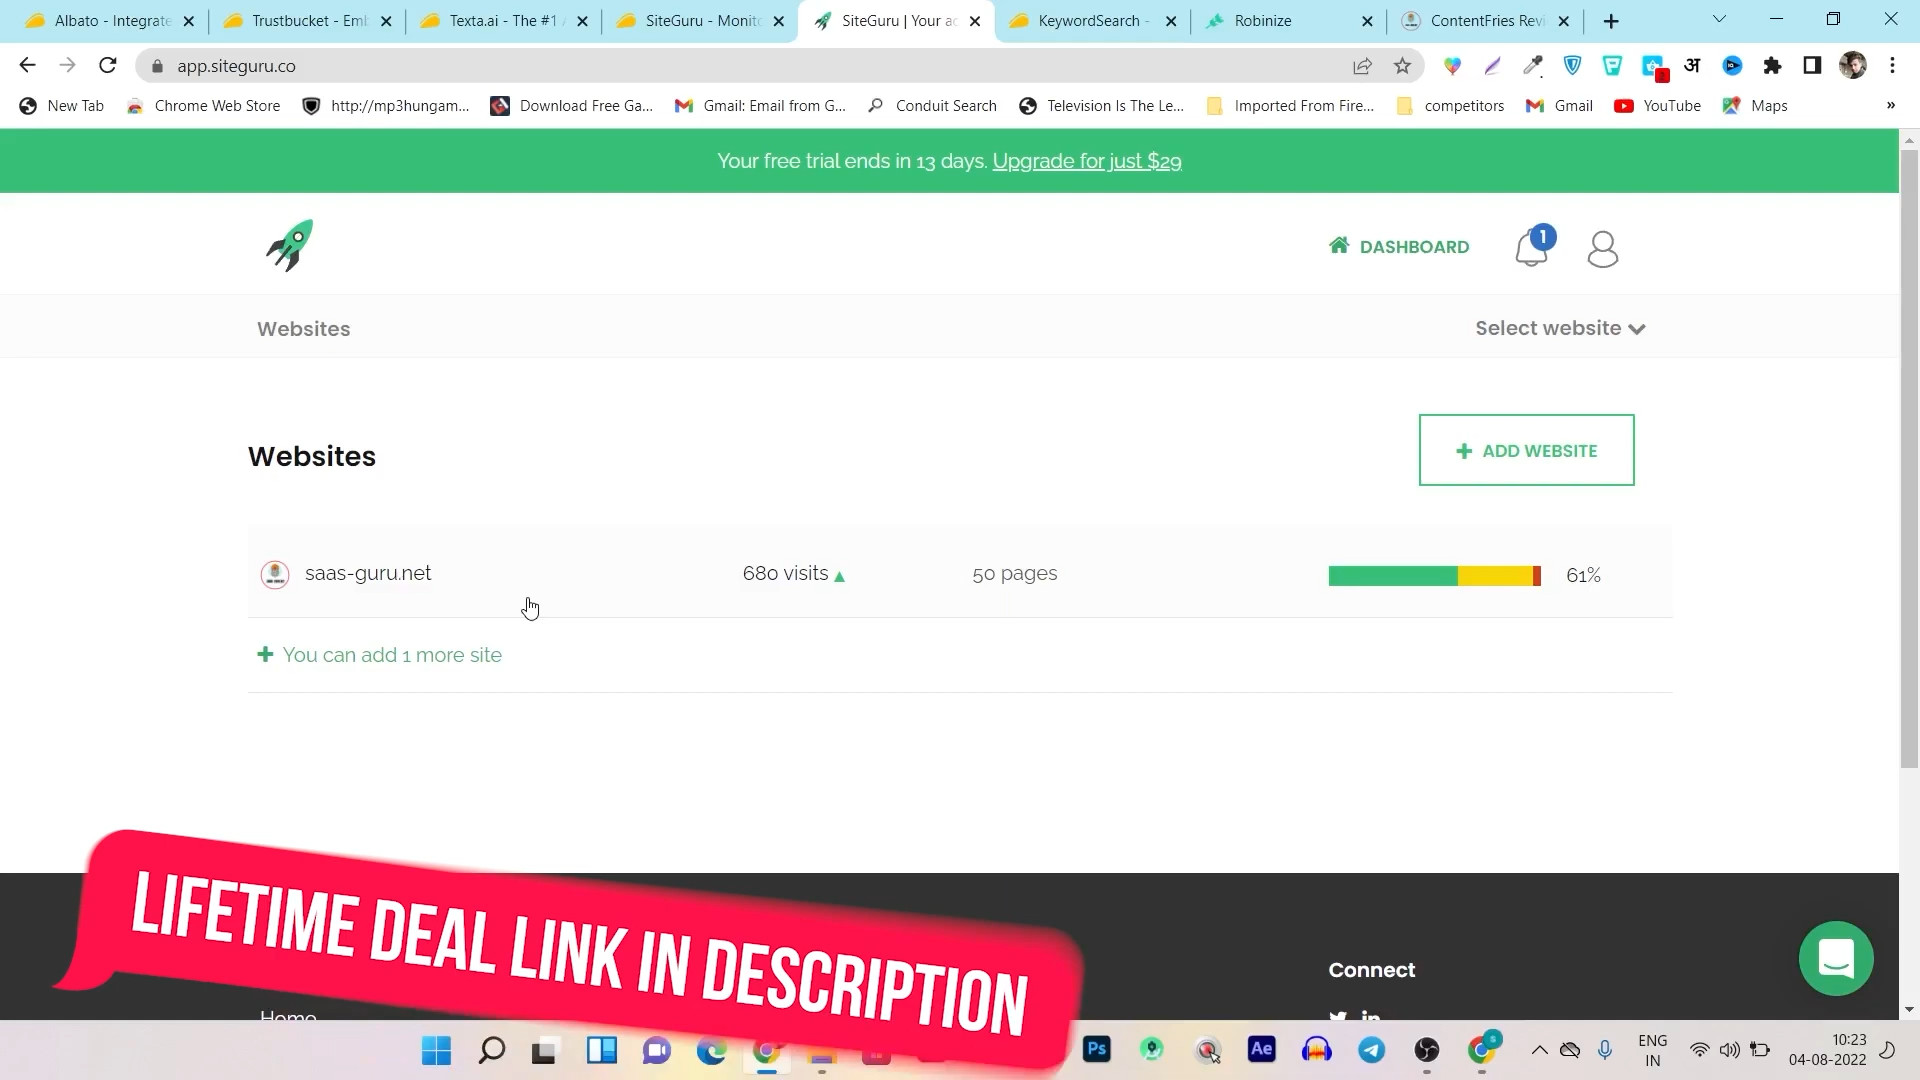 Albato - Integrate
Trustbucket - Emb
Texta.ai - The #1 A
SiteGuru - Monito
SiteGuru | Your ac
KeywordSearch -
Robinize
ContentFries Revi
app.siteguru.co
अ
New Tab
Chrome Web Store
http://mp3hungam...
Download Free Ga...
Gmail: Email from G...
Conduit Search
Television Is The Le...
Imported From Fire...
competitors
Gmail
YouTube
Maps
»
Your free trial ends in 13 days. Upgrade for just $29
DASHBOARD
1
Websites
Select website
Websites
+ ADD WEBSITE
saas-guru.net
680 visits
50 pages
61%
+ You can add 1 more site
LIFETIME DEAL LINK IN DESCRIPTION
Connect
Home
Ps
Ae
ENG
IN
10:23
04-08-2022